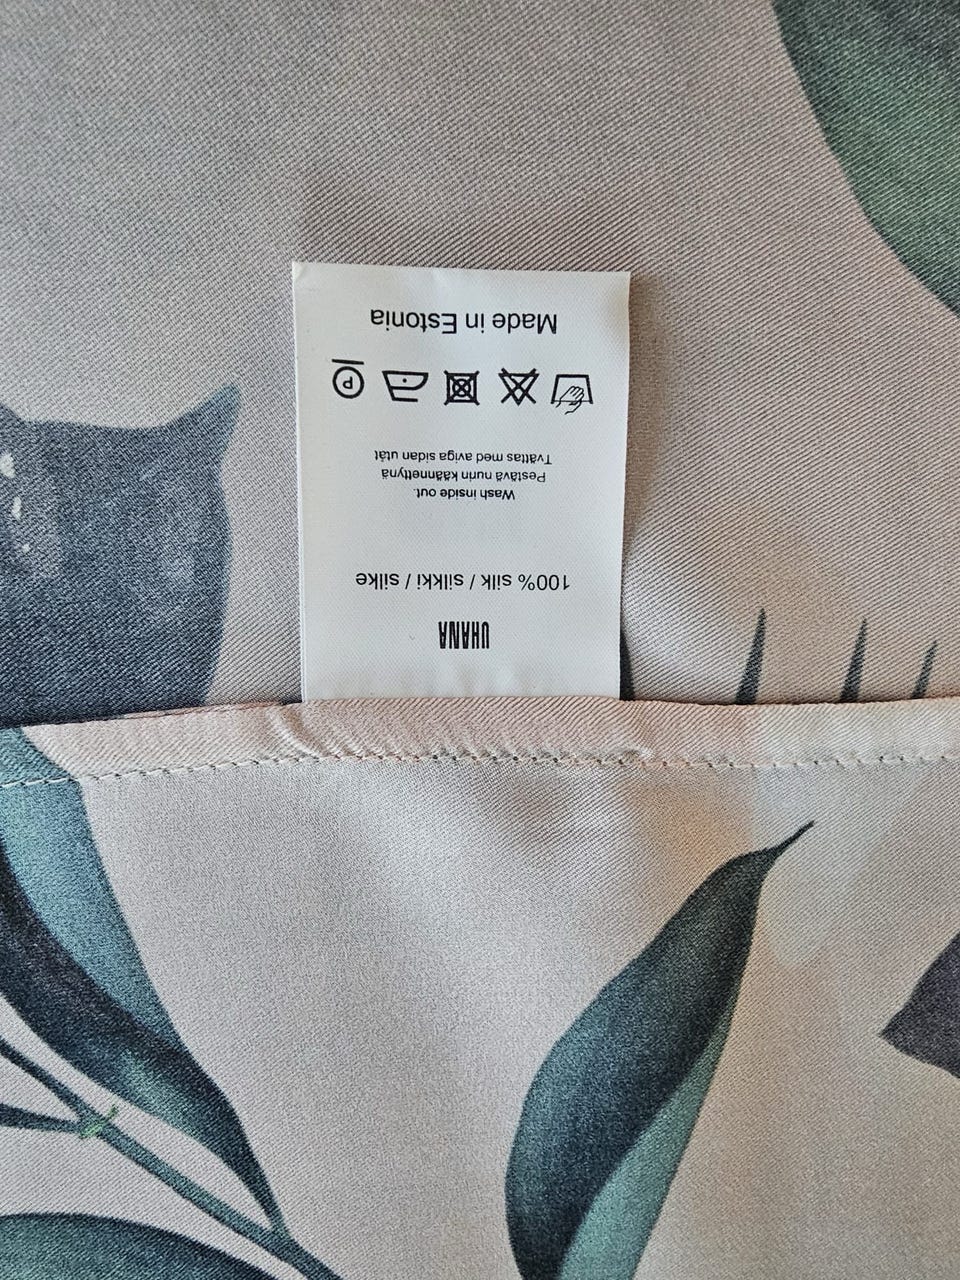 UHANA
100% silk / silkki / silke
Wash inside out.
Pestävä nurin käännettynä
Tvättas med aviga sidan utåt
P
Made in Estonia